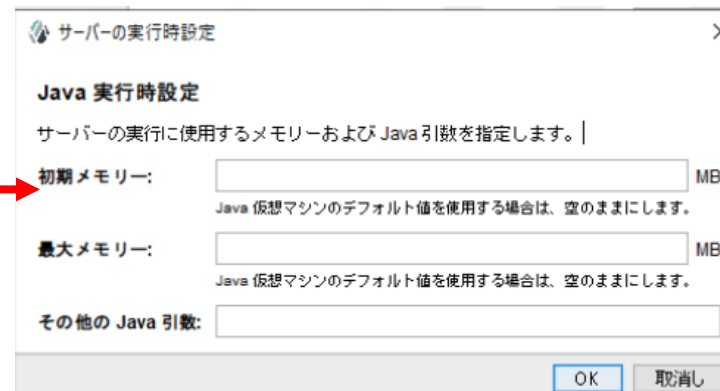 サーバーの実行時設定
Java 実行時設定
サーバーの実行に使用するメモリーおよび Java 引数を指定します。
初期メモリー: MB
Java 仮想マシンのデフォルト値を使用する場合は、空のままにします。
最大メモリー: MB
Java 仮想マシンのデフォルト値を使用する場合は、空のままにします。
その他の Java 引数:
OK 取消し